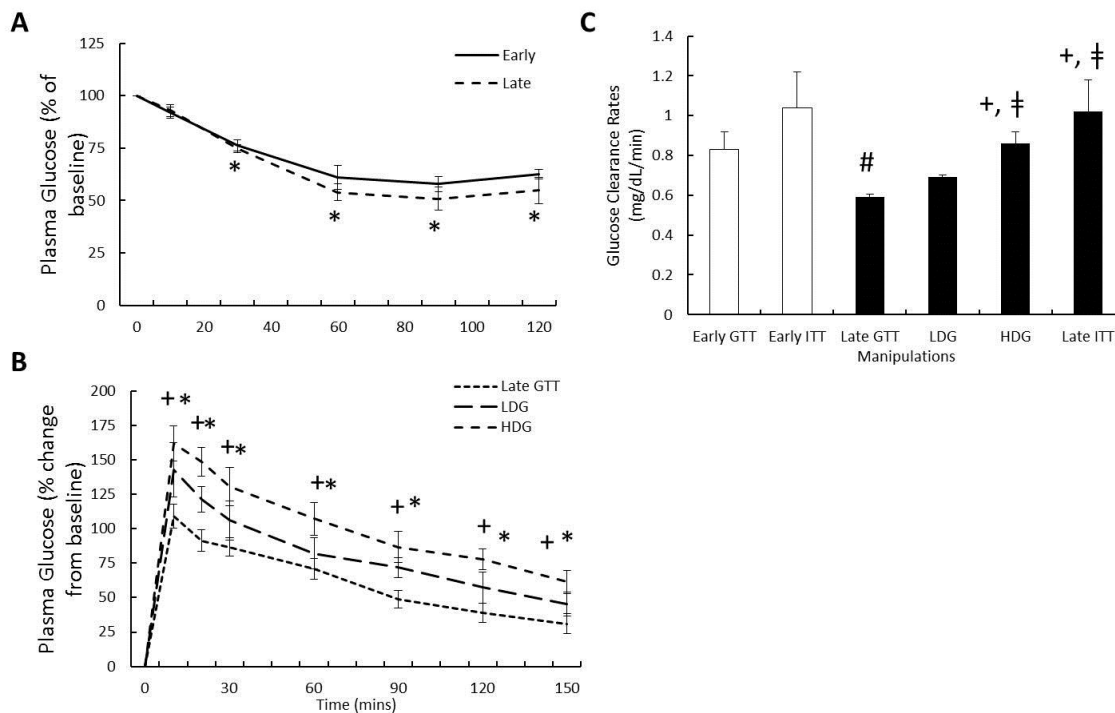 A
Plasma Glucose (% of
baseline)
125
100
75
50
25
0
Early
Late
*
*
*
*
0 20 40 60 80 100 120
B
Plasma Glucose (% change
from baseline)
200
175
150
125
100
75
50
25
0
Late GTT
LDG
HDG
+ *
+*
+*
+*
+ *
+ *
+ *
0 30 60 90 120 150
Time (mins)
C
Glucose Clearance Rates
(mg/dL/min)
1.4
1.2
1
0.8
0.6
0.4
0.2
0
#
+, ‡
+, ‡
Early GTT Early ITT Late GTT LDG HDG Late ITT
Manipulations